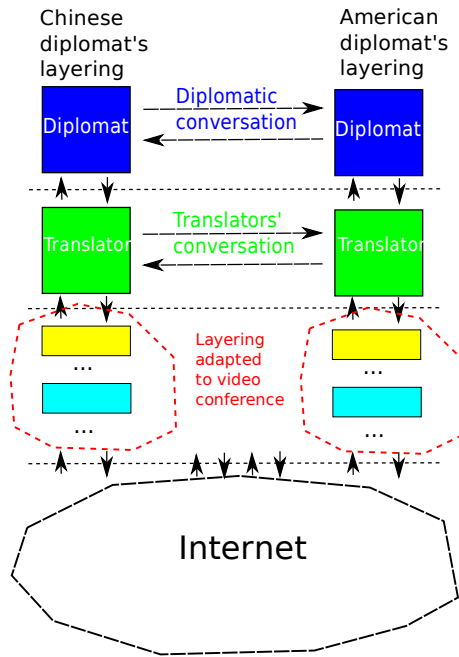 Chinese
diplomat's
layering
American
diplomat's
layering
Diplomat
Diplomatic
conversation
Diplomat
Translator
Translators'
conversation
Translator
Layering
adapted
to video
conference
...
...
...
...
Internet